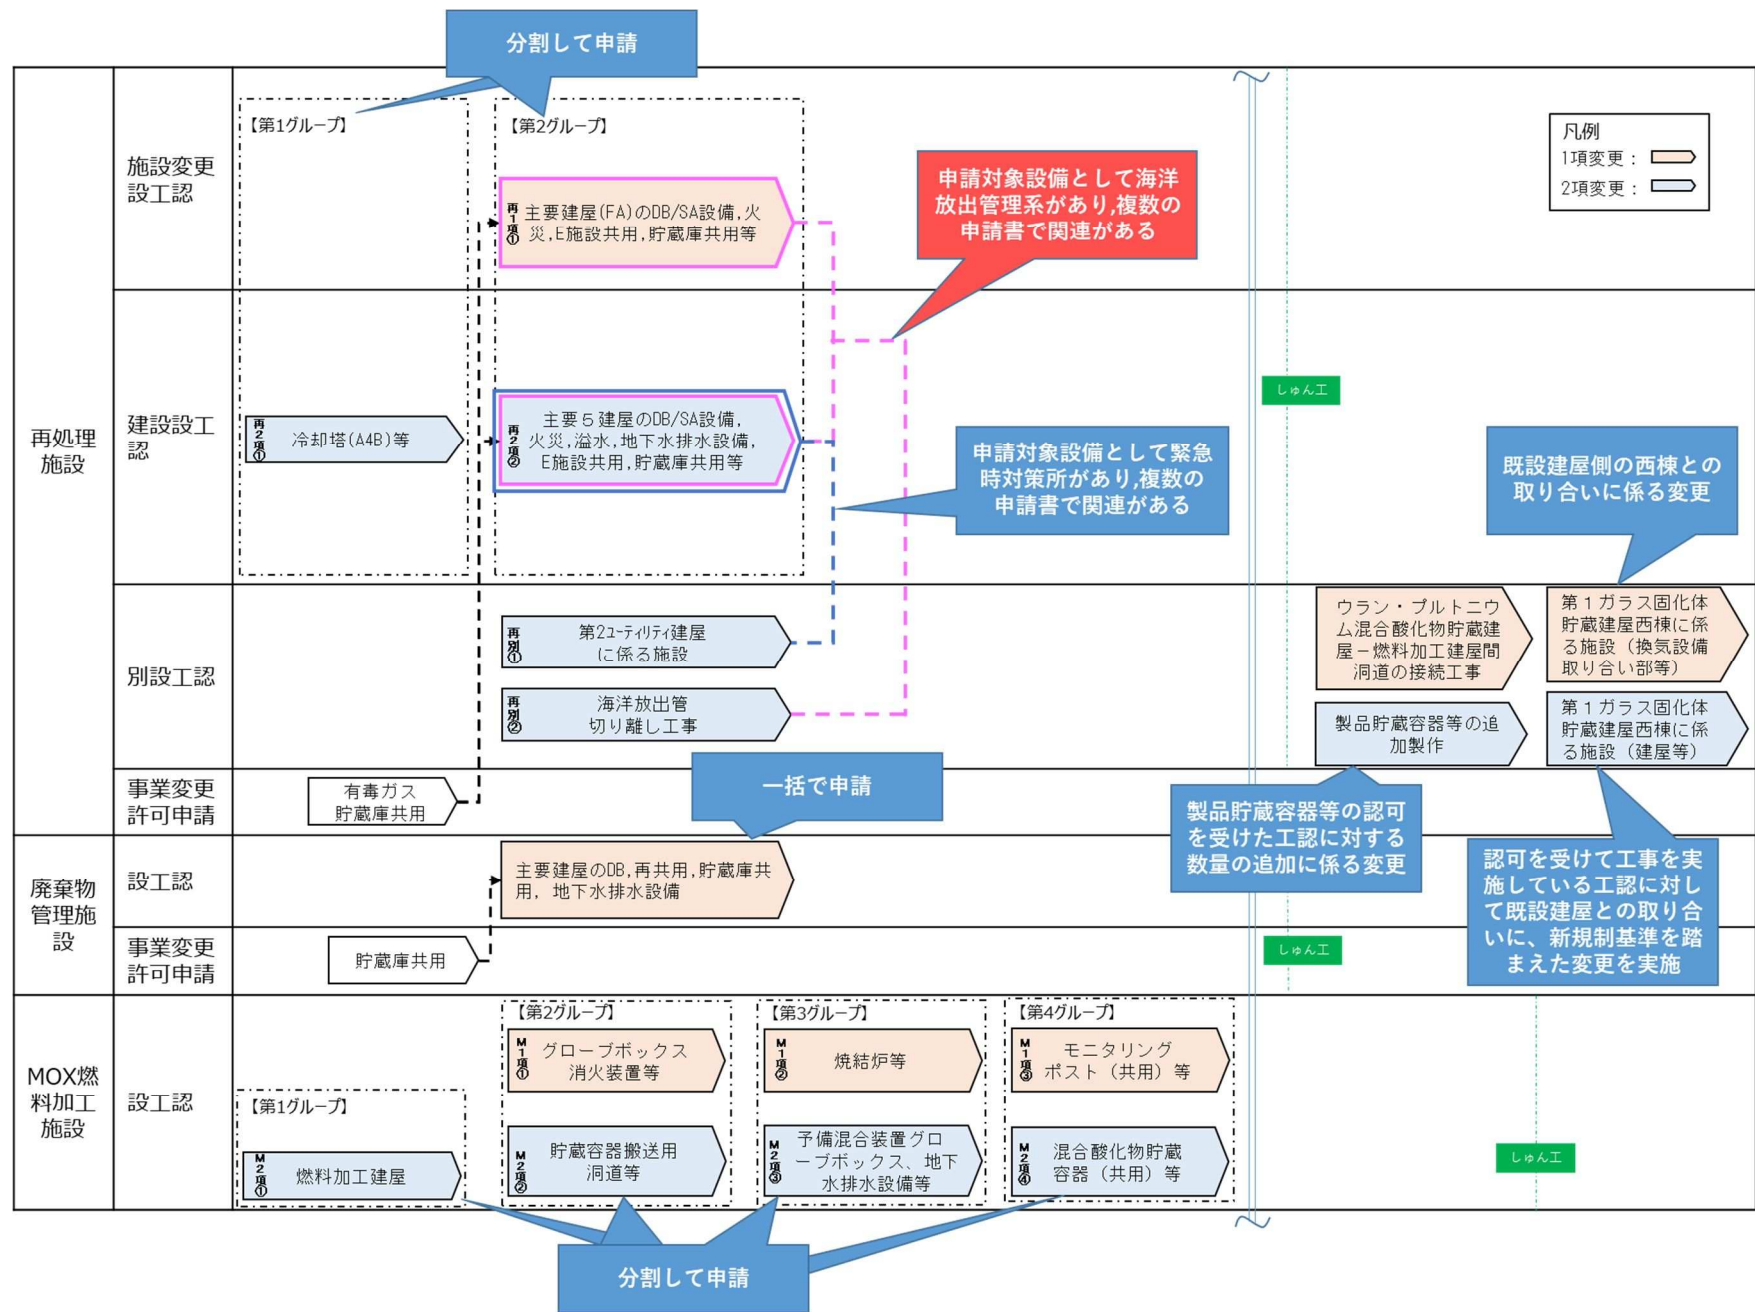 分割して申請
【第1グループ】
【第2グループ】
凡例
1項変更：
2項変更：
再処理
施設
施設変更
設工認
再1項①
主要建屋(FA)のDB/SA設備,火
災,E施設共用,貯蔵庫共用等
申請対象設備として海洋
放出管理系があり,複数の
申請書で関連がある
建設設工
認
再2項①
冷却塔(A4B)等
再2項②
主要５建屋のDB/SA設備,
火災,溢水,地下水排水設備,
E施設共用,貯蔵庫共用等
しゅん工
申請対象設備として緊急
時対策所があり,複数の
申請書で関連がある
既設建屋側の西棟との
取り合いに係る変更
別設工認
再別①
第2ユーティリティ建屋
に係る施設
再別②
海洋放出管
切り離し工事
ウラン・プルトニウ
ム混合酸化物貯蔵建
屋－燃料加工建屋間
洞道の接続工事
第１ガラス固化体
貯蔵建屋西棟に係
る施設（換気設備
取り合い部等）
製品貯蔵容器等の追
加製作
第１ガラス固化体
貯蔵建屋西棟に係
る施設（建屋等）
事業変更
許可申請
有毒ガス
貯蔵庫共用
一括で申請
製品貯蔵容器等の認可
を受けた工認に対する
数量の追加に係る変更
認可を受けて工事を実
施している工認に対し
て既設建屋との取り合
いに、新規制基準を踏
まえた変更を実施
廃棄物
管理施
設
設工認
主要建屋のDB,再共用,貯蔵庫共
用，地下水排水設備
事業変更
許可申請
貯蔵庫共用
しゅん工
MOX燃
料加工
施設
設工認
【第1グループ】
M2項①
燃料加工建屋
【第2グループ】
M1項①
グローブボックス
消火装置等
M2項②
貯蔵容器搬送用
洞道等
【第3グループ】
M1項②
焼結炉等
M2項③
予備混合装置グロ
ーブボックス、地下
水排水設備等
【第4グループ】
M1項③
モニタリング
ポスト（共用）等
M2項④
混合酸化物貯蔵
容器（共用）等
しゅん工
分割して申請